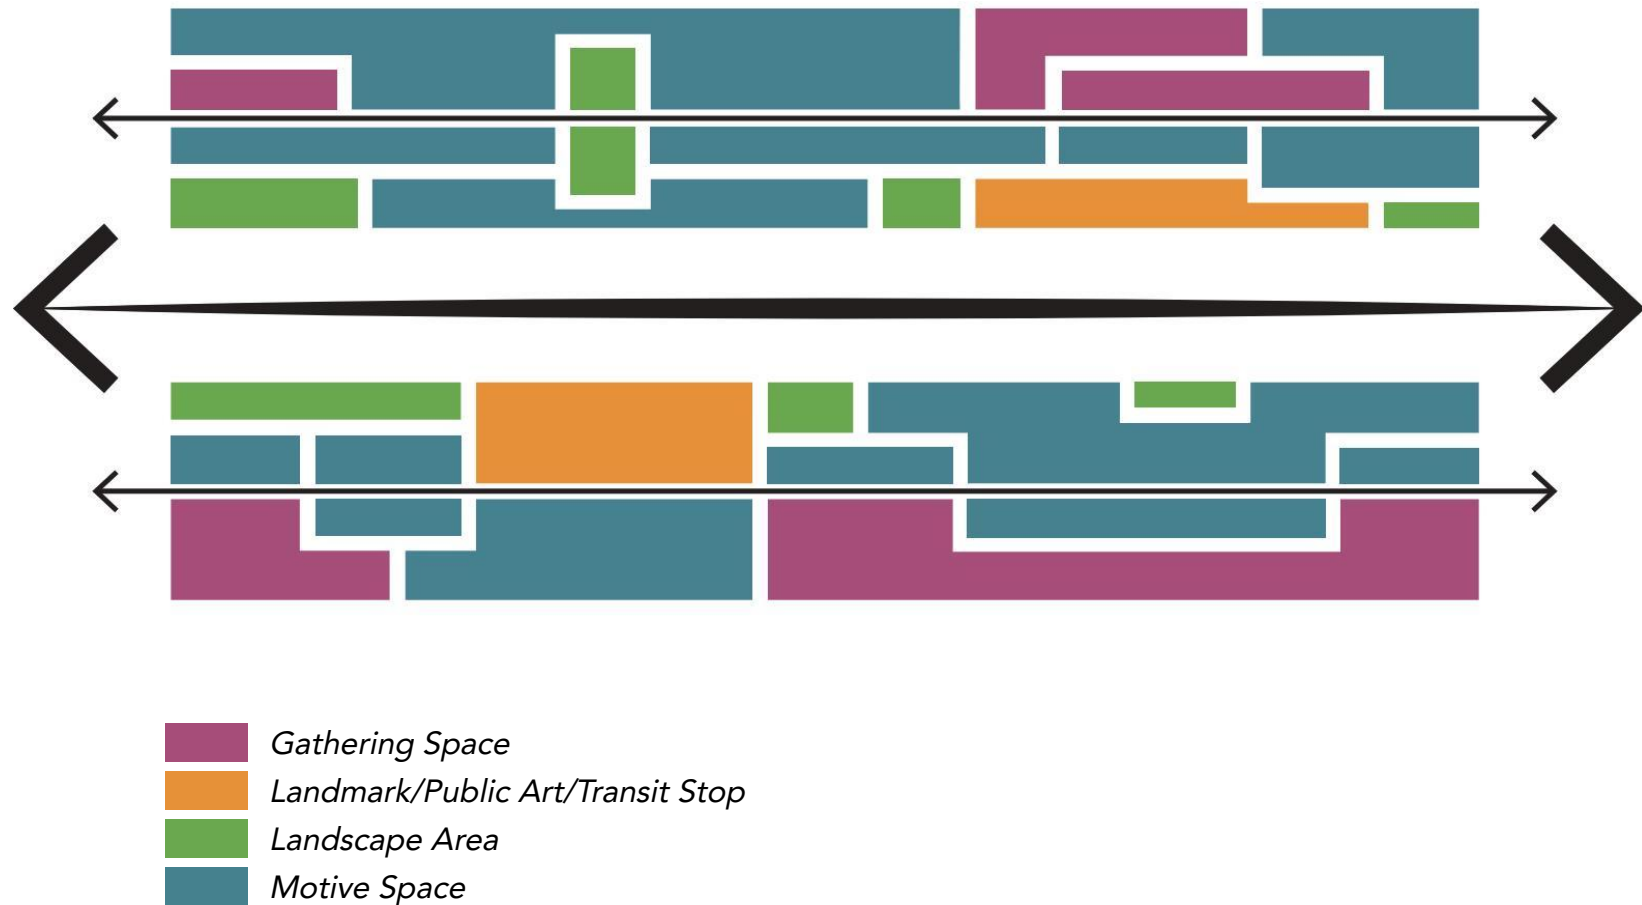 Gathering Space
Landmark/Public Art/Transit Stop
Landscape Area
Motive Space